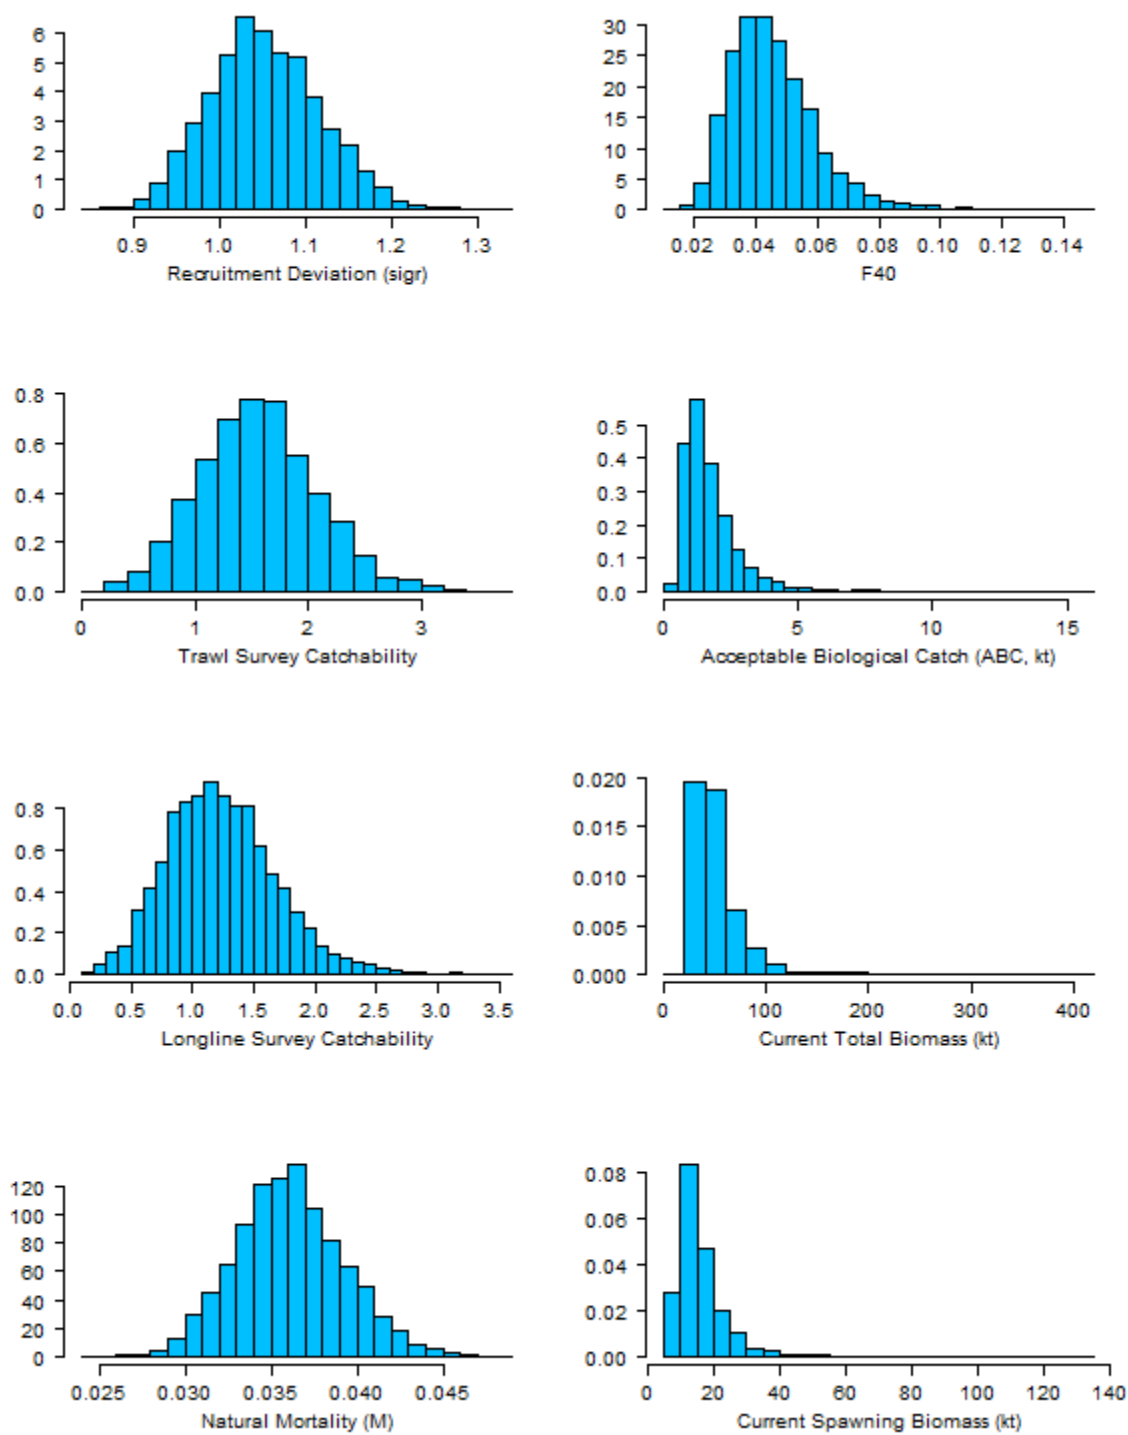 6
5
4
3
2
1
0
0.9 1.0 1.1 1.2 1.3
Recruitment Deviation (sigr)
30
25
20
15
10
5
0
0.02 0.04 0.06 0.08 0.10 0.12 0.14
F40
0.8
0.6
0.4
0.2
0.0
0 1 2 3
Trawl Survey Catchability
0.5
0.4
0.3
0.2
0.1
0.0
0 5 10 15
Acceptable Biological Catch (ABC, kt)
0.8
0.6
0.4
0.2
0.0
0.0 0.5 1.0 1.5 2.0 2.5 3.0 3.5
Longline Survey Catchability
0.020
0.015
0.010
0.005
0.000
0 100 200 300 400
Current Total Biomass (kt)
120
100
80
60
40
20
0
0.025 0.030 0.035 0.040 0.045
Natural Mortality (M)
0.08
0.06
0.04
0.02
0.00
0 20 40 60 80 100 120 140
Current Spawning Biomass (kt)